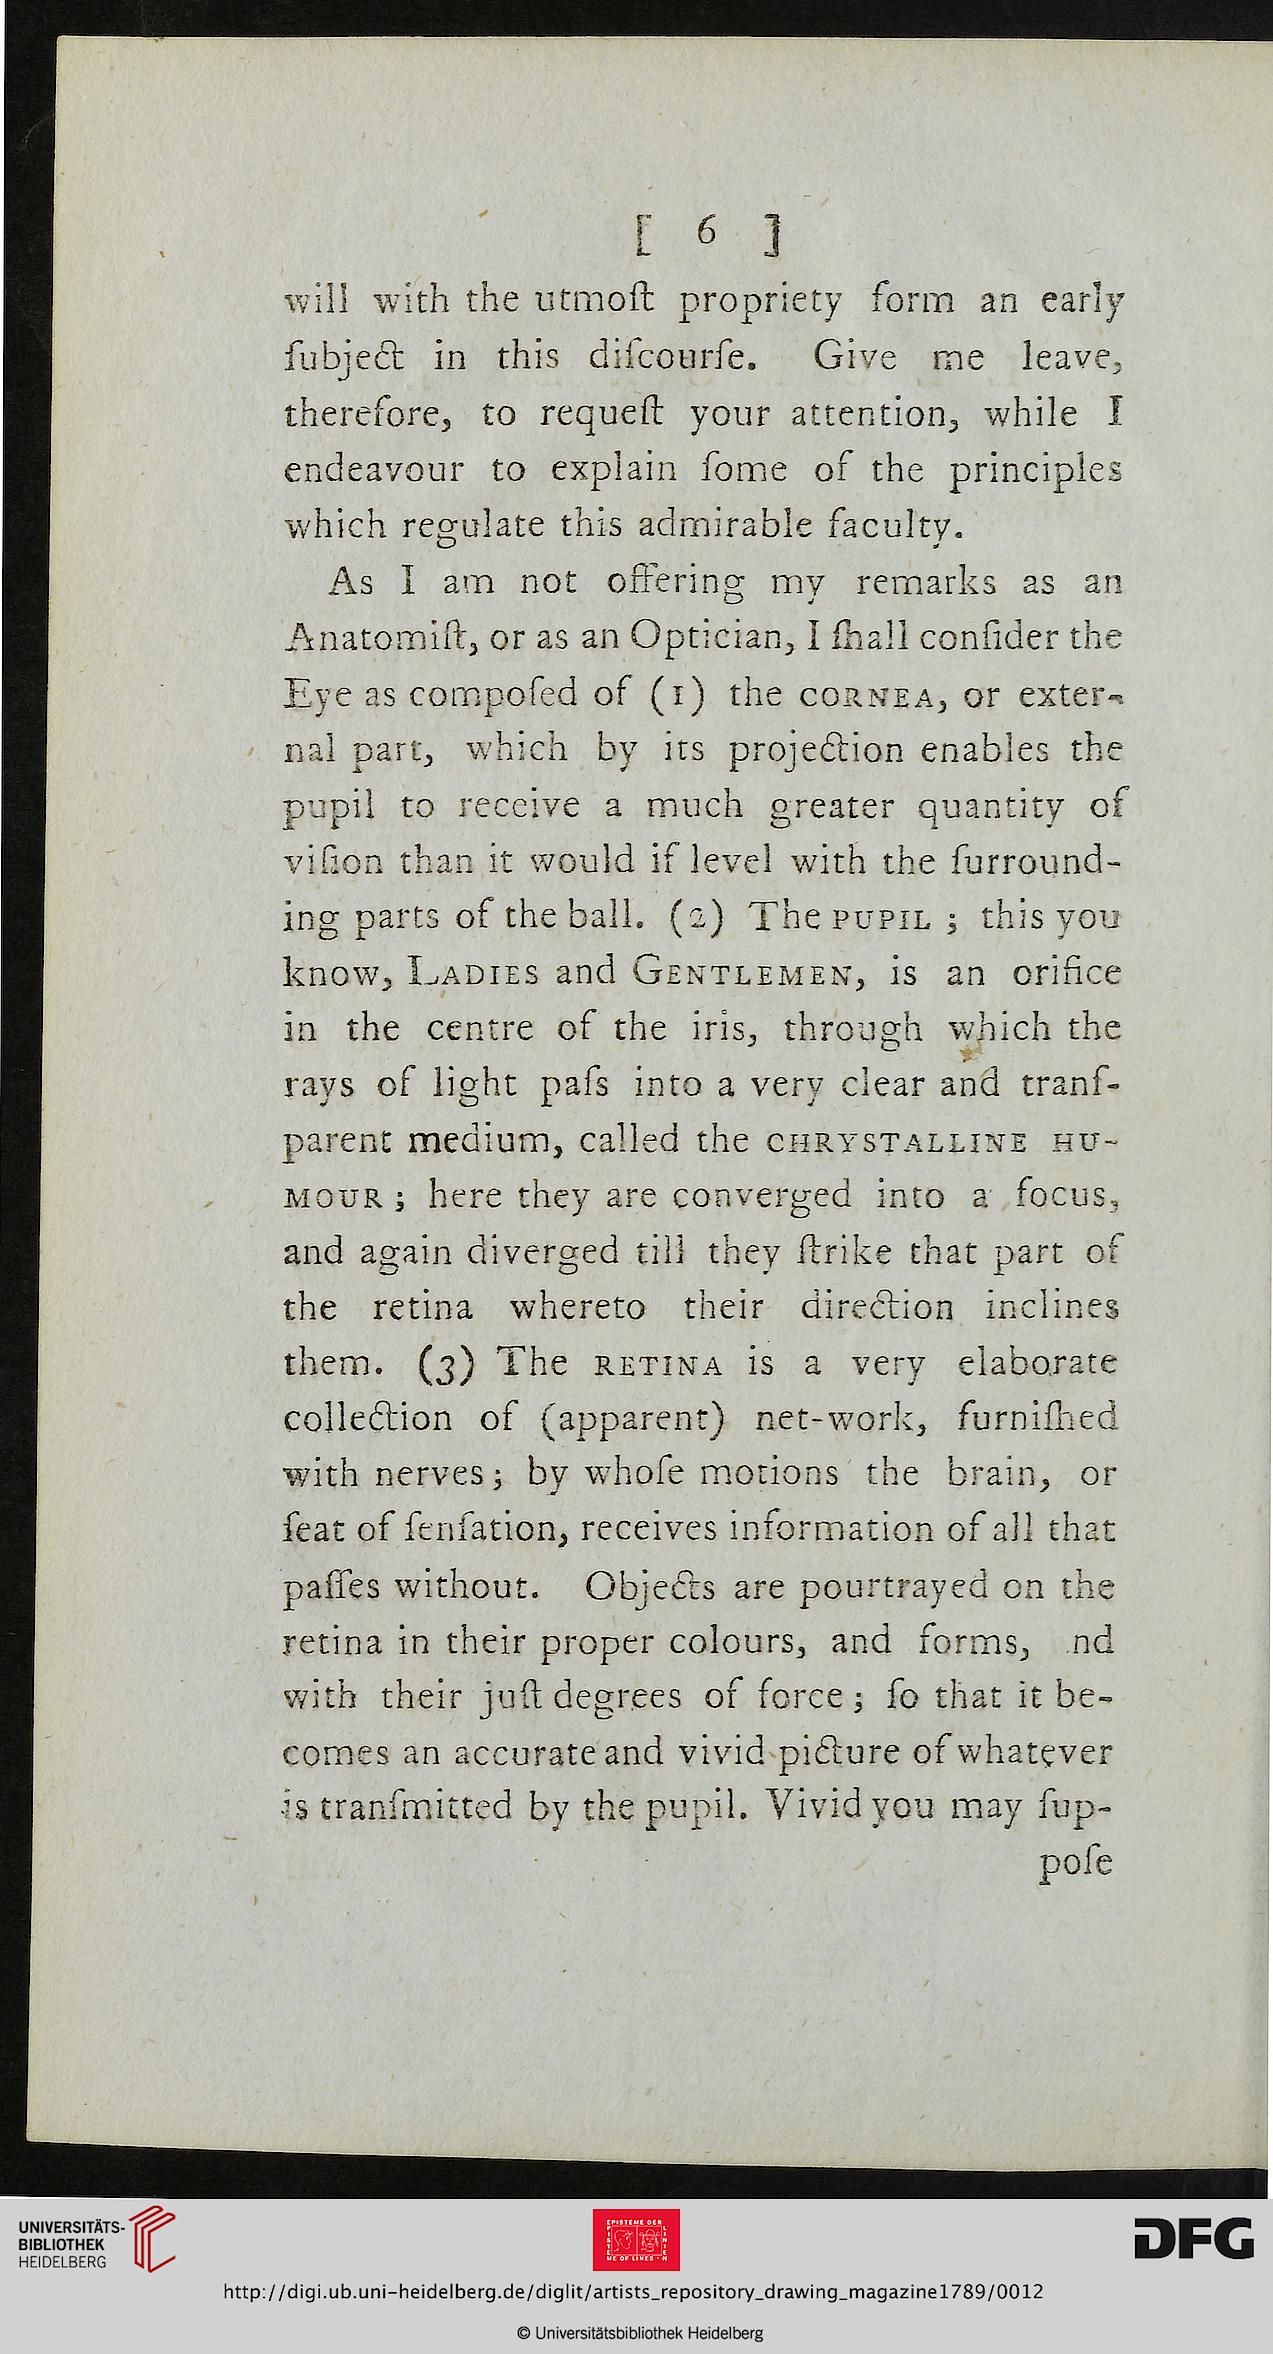 [ 6 ]
will with the utmoſt propriety form an early
ſubject in this diſcourſe. Give me leave,
therefore, to requeſt your attention, while I
endeavour to explain ſome of the principles
which regulate this admirable faculty.
As I am not offering my remarks as an
Anatomiſt, or as an Optician, I ſhall conſider the
Eye as compoſed of (1) the CORNEA, or exter-
nal part, which by its projection enables the
pupil to receive a much greater quantity of
viſion than it would if level with the ſurround-
ing parts of the ball. (2) The PUPIL ; this you
know, LADIES and GENTLEMEN, is an orifice
in the centre of the iris, through which the
rays of light paſs into a very clear and tranſ-
parent medium, called the CHRYSTALLINE HU-
MOUR ; here they are converged into a focus,
and again diverged till they ſtrike that part of
the retina whereto their direction inclines
them. (3) The RETINA is a very elaborate
collection of (apparent) net-work, furniſhed
with nerves ; by whoſe motions the brain, or
ſeat of ſenſation, receives information of all that
paſſes without. Objects are pourtrayed on the
retina in their proper colours, and forms, nd
with their juſt degrees of force ; ſo that it be-
comes an accurate and vivid picture of whatever
is tranſmitted by the pupil. Vivid you may ſup-
poſe
UNIVERSITÄTS-
BIBLIOTHEK
HEIDELBERG
EPISTEME DER
LINIEN
DFG
http://digi.ub.uni-heidelberg.de/diglit/artists_repository_drawing_magazine1789/0012
© Universitätsbibliothek Heidelberg